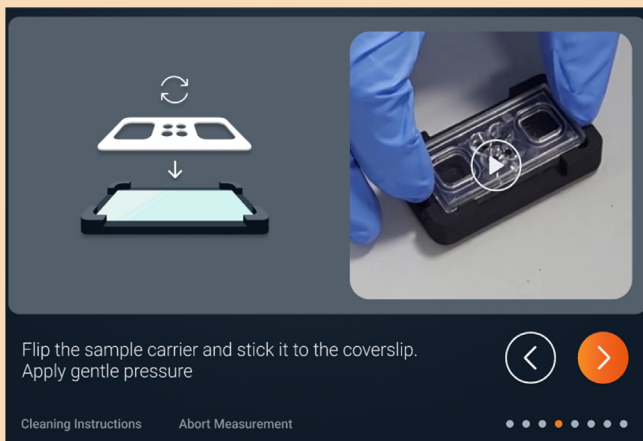 Flip the sample carrier and stick it to the coverslip.
Apply gentle pressure
Cleaning Instructions
Abort Measurement